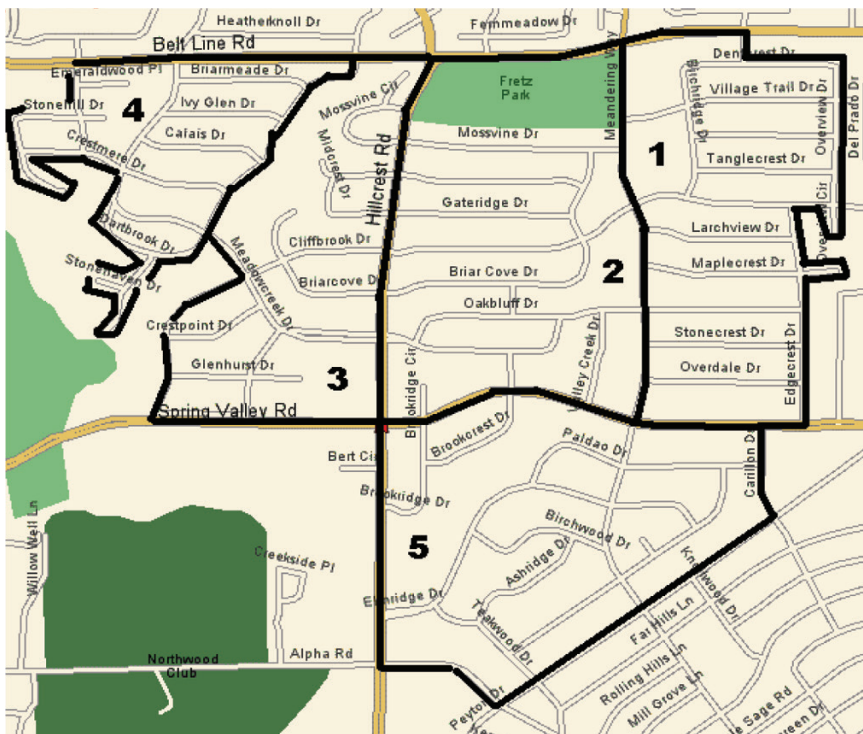 Heatherknoll Dr
Fernmeadow Dr
Belt Line Rd
Meandering Way
Emeraldwood Pl
Briarmeade Dr
Dentcrest Dr
Stonehill Dr
4
Ivy Glen Dr
Mossvine Cir
Fretz
Park
Birchridge Dr
Village Trail Dr
Overview Dr
Del Prado Dr
Calais Dr
Mossvine Dr
Crestmere Dr
Midcrest Dr
Hillcrest Rd
1
Tanglecrest Dr
Gateridge Dr
Dartbrook Dr
Cliffbrook Dr
Larchview Dr
Stonehaven Dr
Meadowcreek Dr
Briarcove Dr
Briar Cove Dr
2
Maplecrest Dr
Oakbluff Dr
Crestpoint Dr
Stonecrest Dr
Glenhurst Dr
3
Brookridge Cir
Overdale Dr
Edgecrest Dr
Spring Valley Rd
Brookcrest Dr
Paldao Dr
Carillon Dr
Bert Cir
Brookridge Dr
Willow Well Ln
Creekside Pl
5
Birchwood Dr
Ashridge Dr
Knollwood Dr
Elmridge Dr
Teakwood Dr
Far Hills Ln
Alpha Rd
Northwood
Club
Rolling Hills Ln
Peyton Dr
Mill Grove Ln
Sage Rd